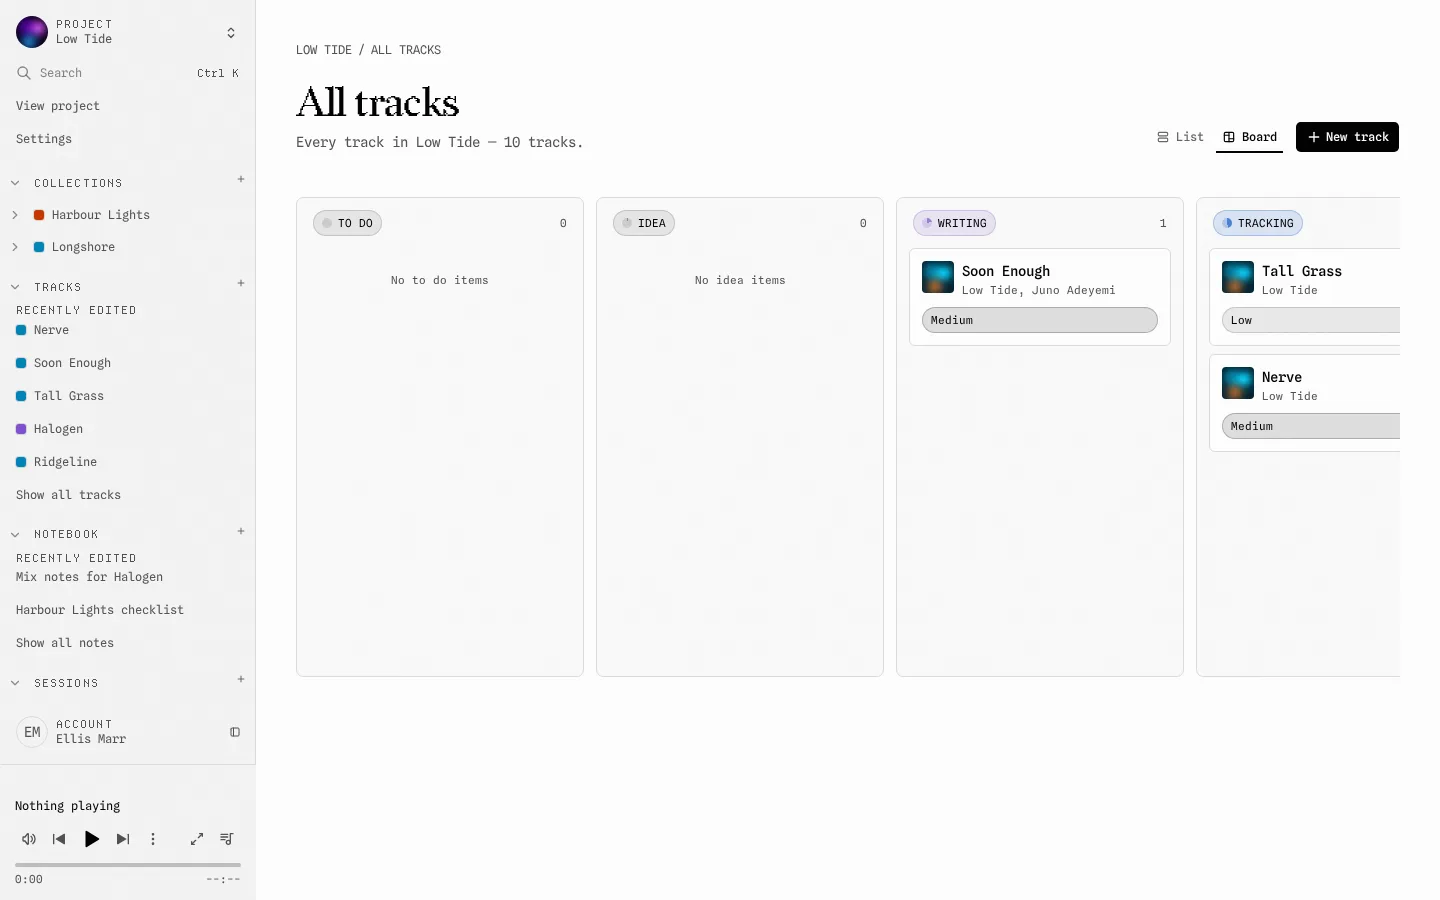 PROJECT
Low Tide
Search Ctrl K
View project
Settings
COLLECTIONS +
Harbour Lights
Longshore
TRACKS +
RECENTLY EDITED
Nerve
Soon Enough
Tall Grass
Halogen
Ridgeline
Show all tracks
NOTEBOOK +
RECENTLY EDITED
Mix notes for Halogen
Harbour Lights checklist
Show all notes
SESSIONS +
EM
ACCOUNT
Ellis Marr
Nothing playing
0:00 --:--
LOW TIDE / ALL TRACKS
All tracks
Every track in Low Tide — 10 tracks.
List Board + New track
TO DO 0
No to do items
IDEA 0
No idea items
WRITING 1
Soon Enough
Low Tide, Juno Adeyemi
Medium
TRACKING
Tall Grass
Low Tide
Low
Nerve
Low Tide
Medium